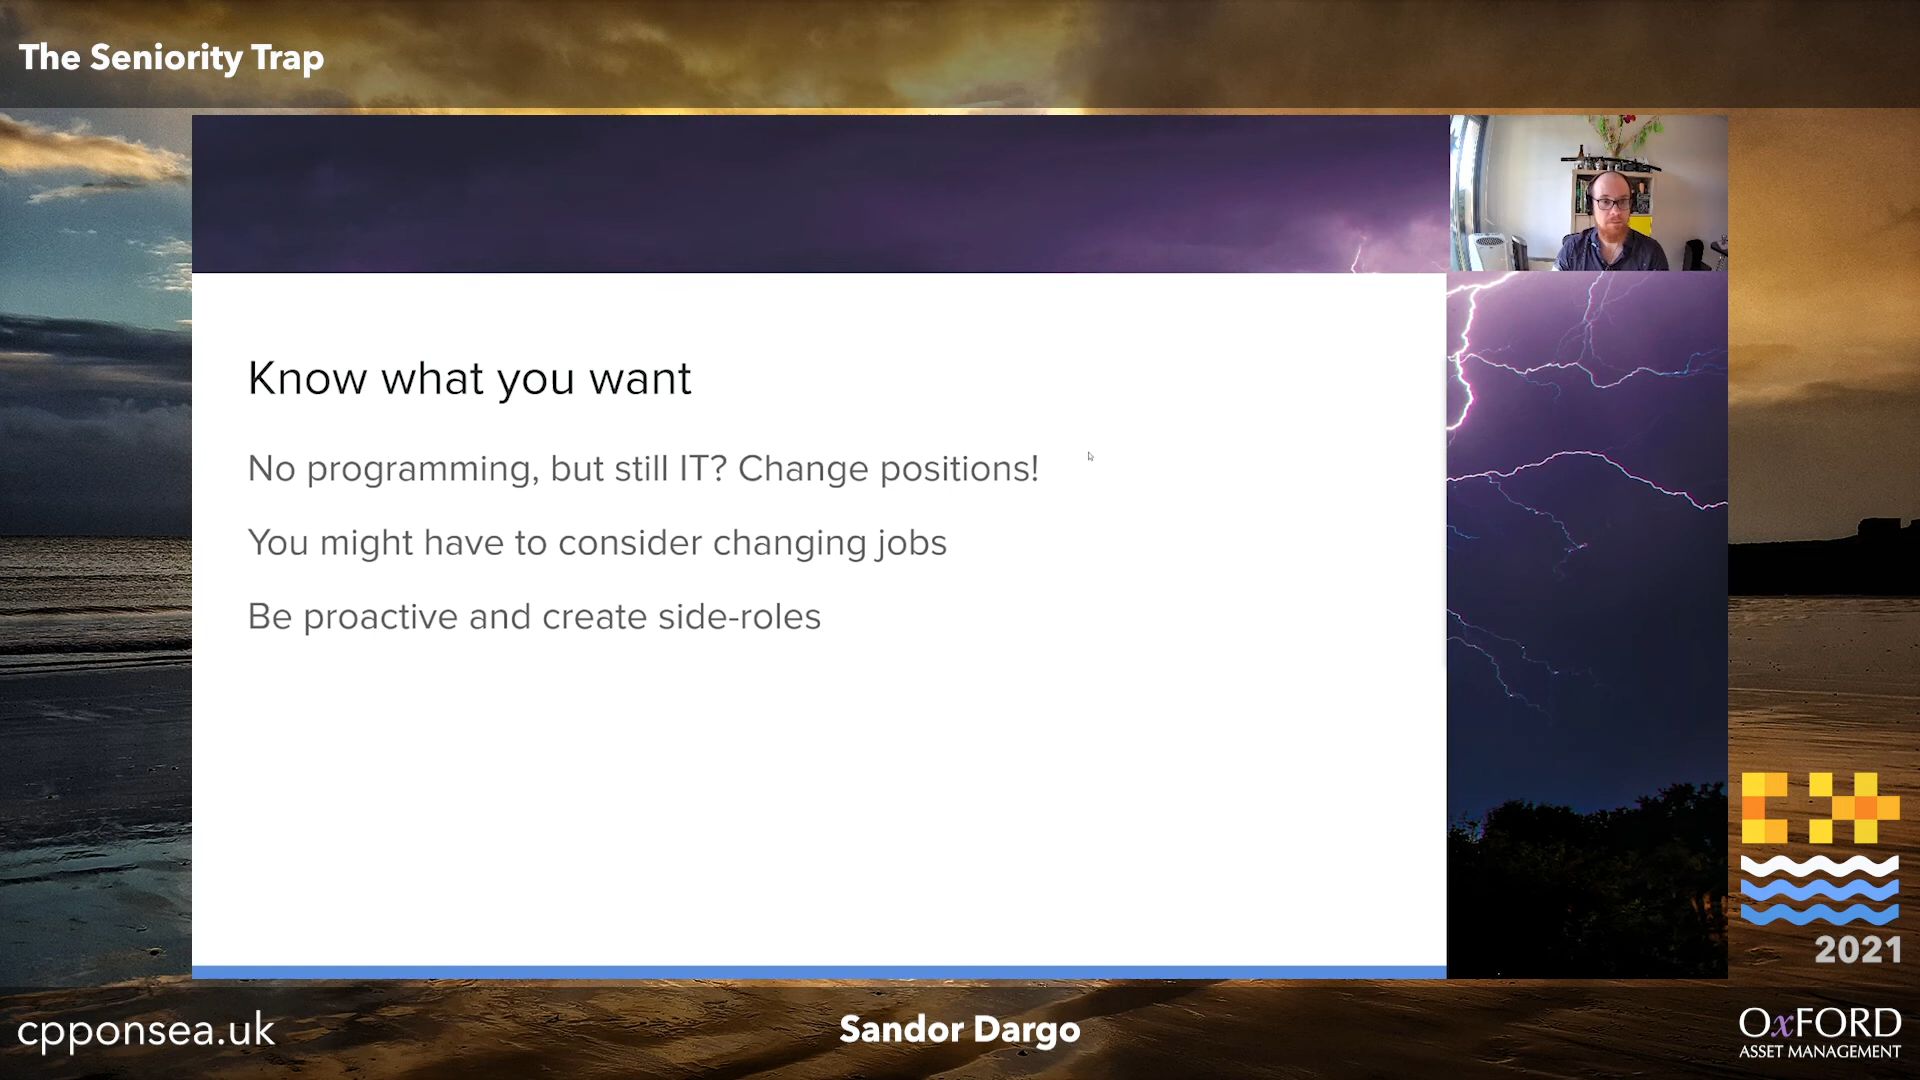 The Seniority Trap
Know what you want
No programming, but still IT? Change positions!
You might have to consider changing jobs
Be proactive and create side-roles
2021
cpponsea.uk
Sandor Dargo
OxFORD
ASSET MANAGEMENT